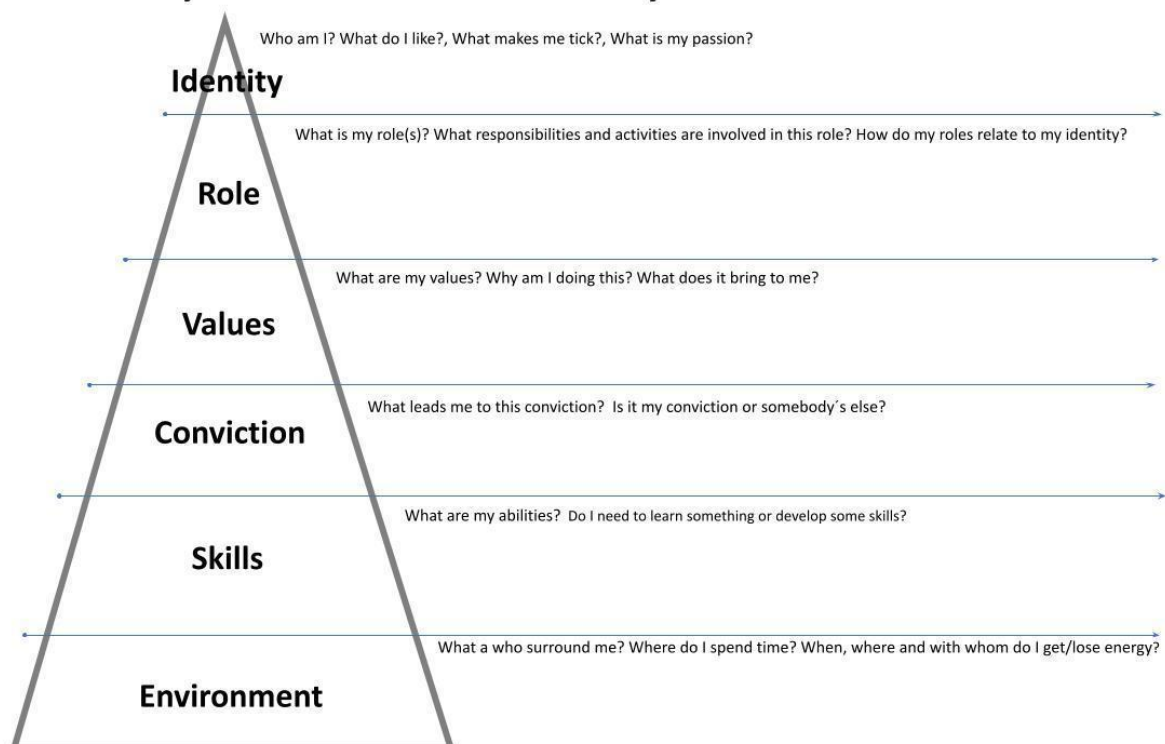 Who am I? What do I like?, What makes me tick?, What is my passion?
Identity
What is my role(s)? What responsibilities and activities are involved in this role? How do my roles relate to my identity?
Role
What are my values? Why am I doing this? What does it bring to me?
Values
What leads me to this conviction? Is it my conviction or somebody´s else?
Conviction
What are my abilities? Do I need to learn something or develop some skills?
Skills
What a who surround me? Where do I spend time? When, where and with whom do I get/lose energy?
Environment